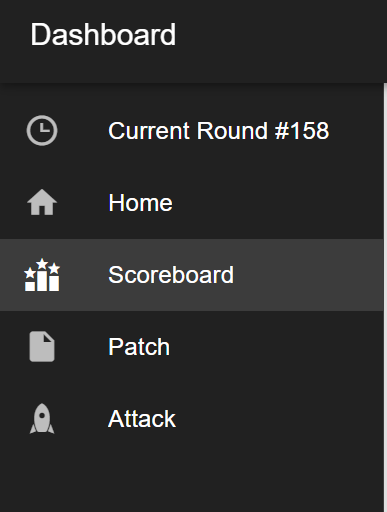 Dashboard
Current Round #158
Home
Scoreboard
Patch
Attack